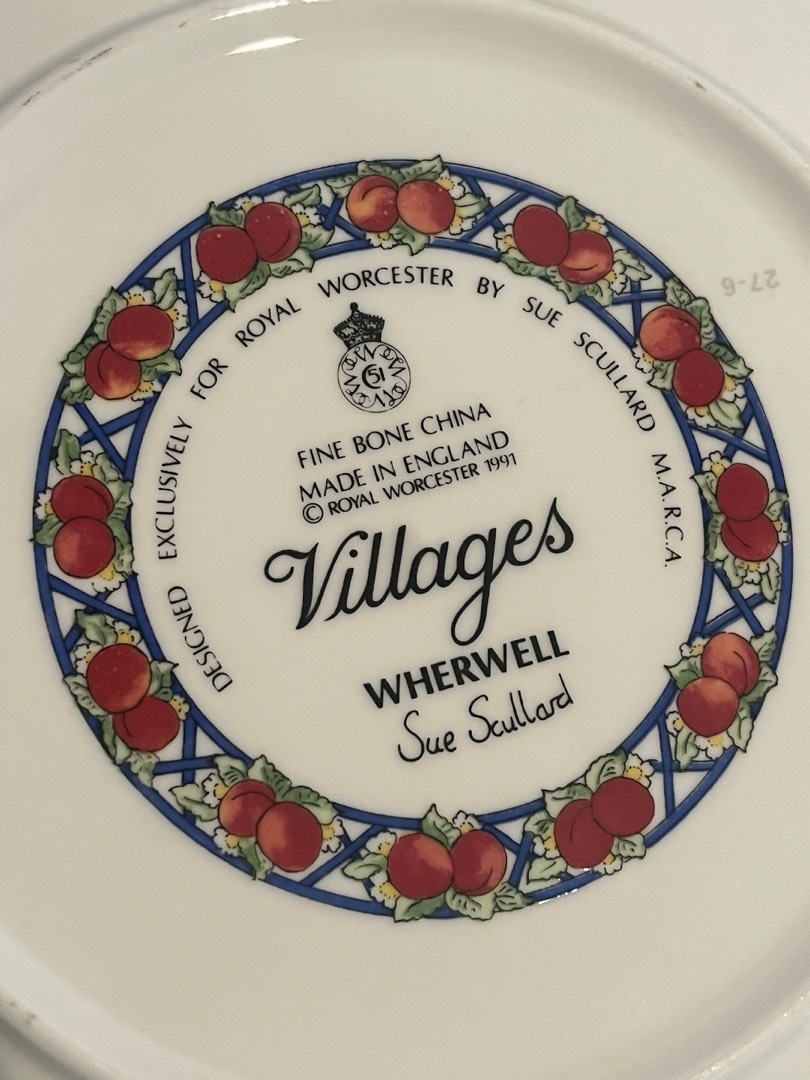 DESIGNED EXCLUSIVELY FOR ROYAL WORCESTER BY SUE SCULLARD M.A.R.C.A.
51
FINE BONE CHINA
MADE IN ENGLAND
© ROYAL WORCESTER 1991
Villages
WHERWELL
Sue Scullard
27-6